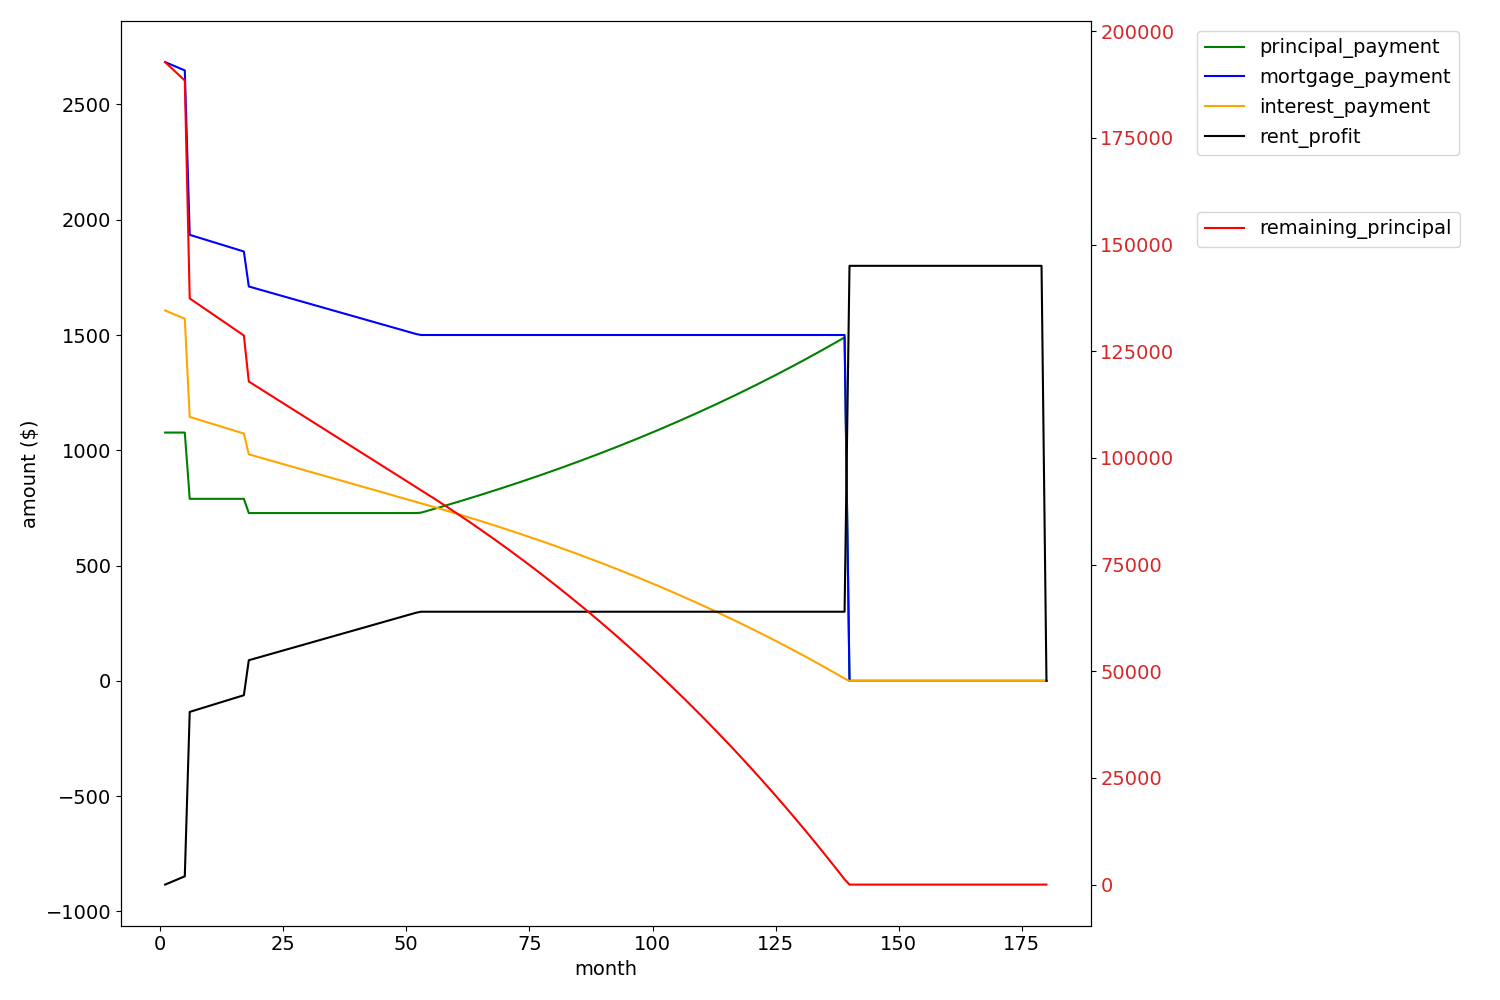 principal_payment
mortgage_payment
interest_payment
rent_profit
remaining_principal
amount ($)
2500
2000
1500
1000
500
0
−500
−1000
200000
175000
150000
125000
100000
75000
50000
25000
0
0 25 50 75 100 125 150 175
month